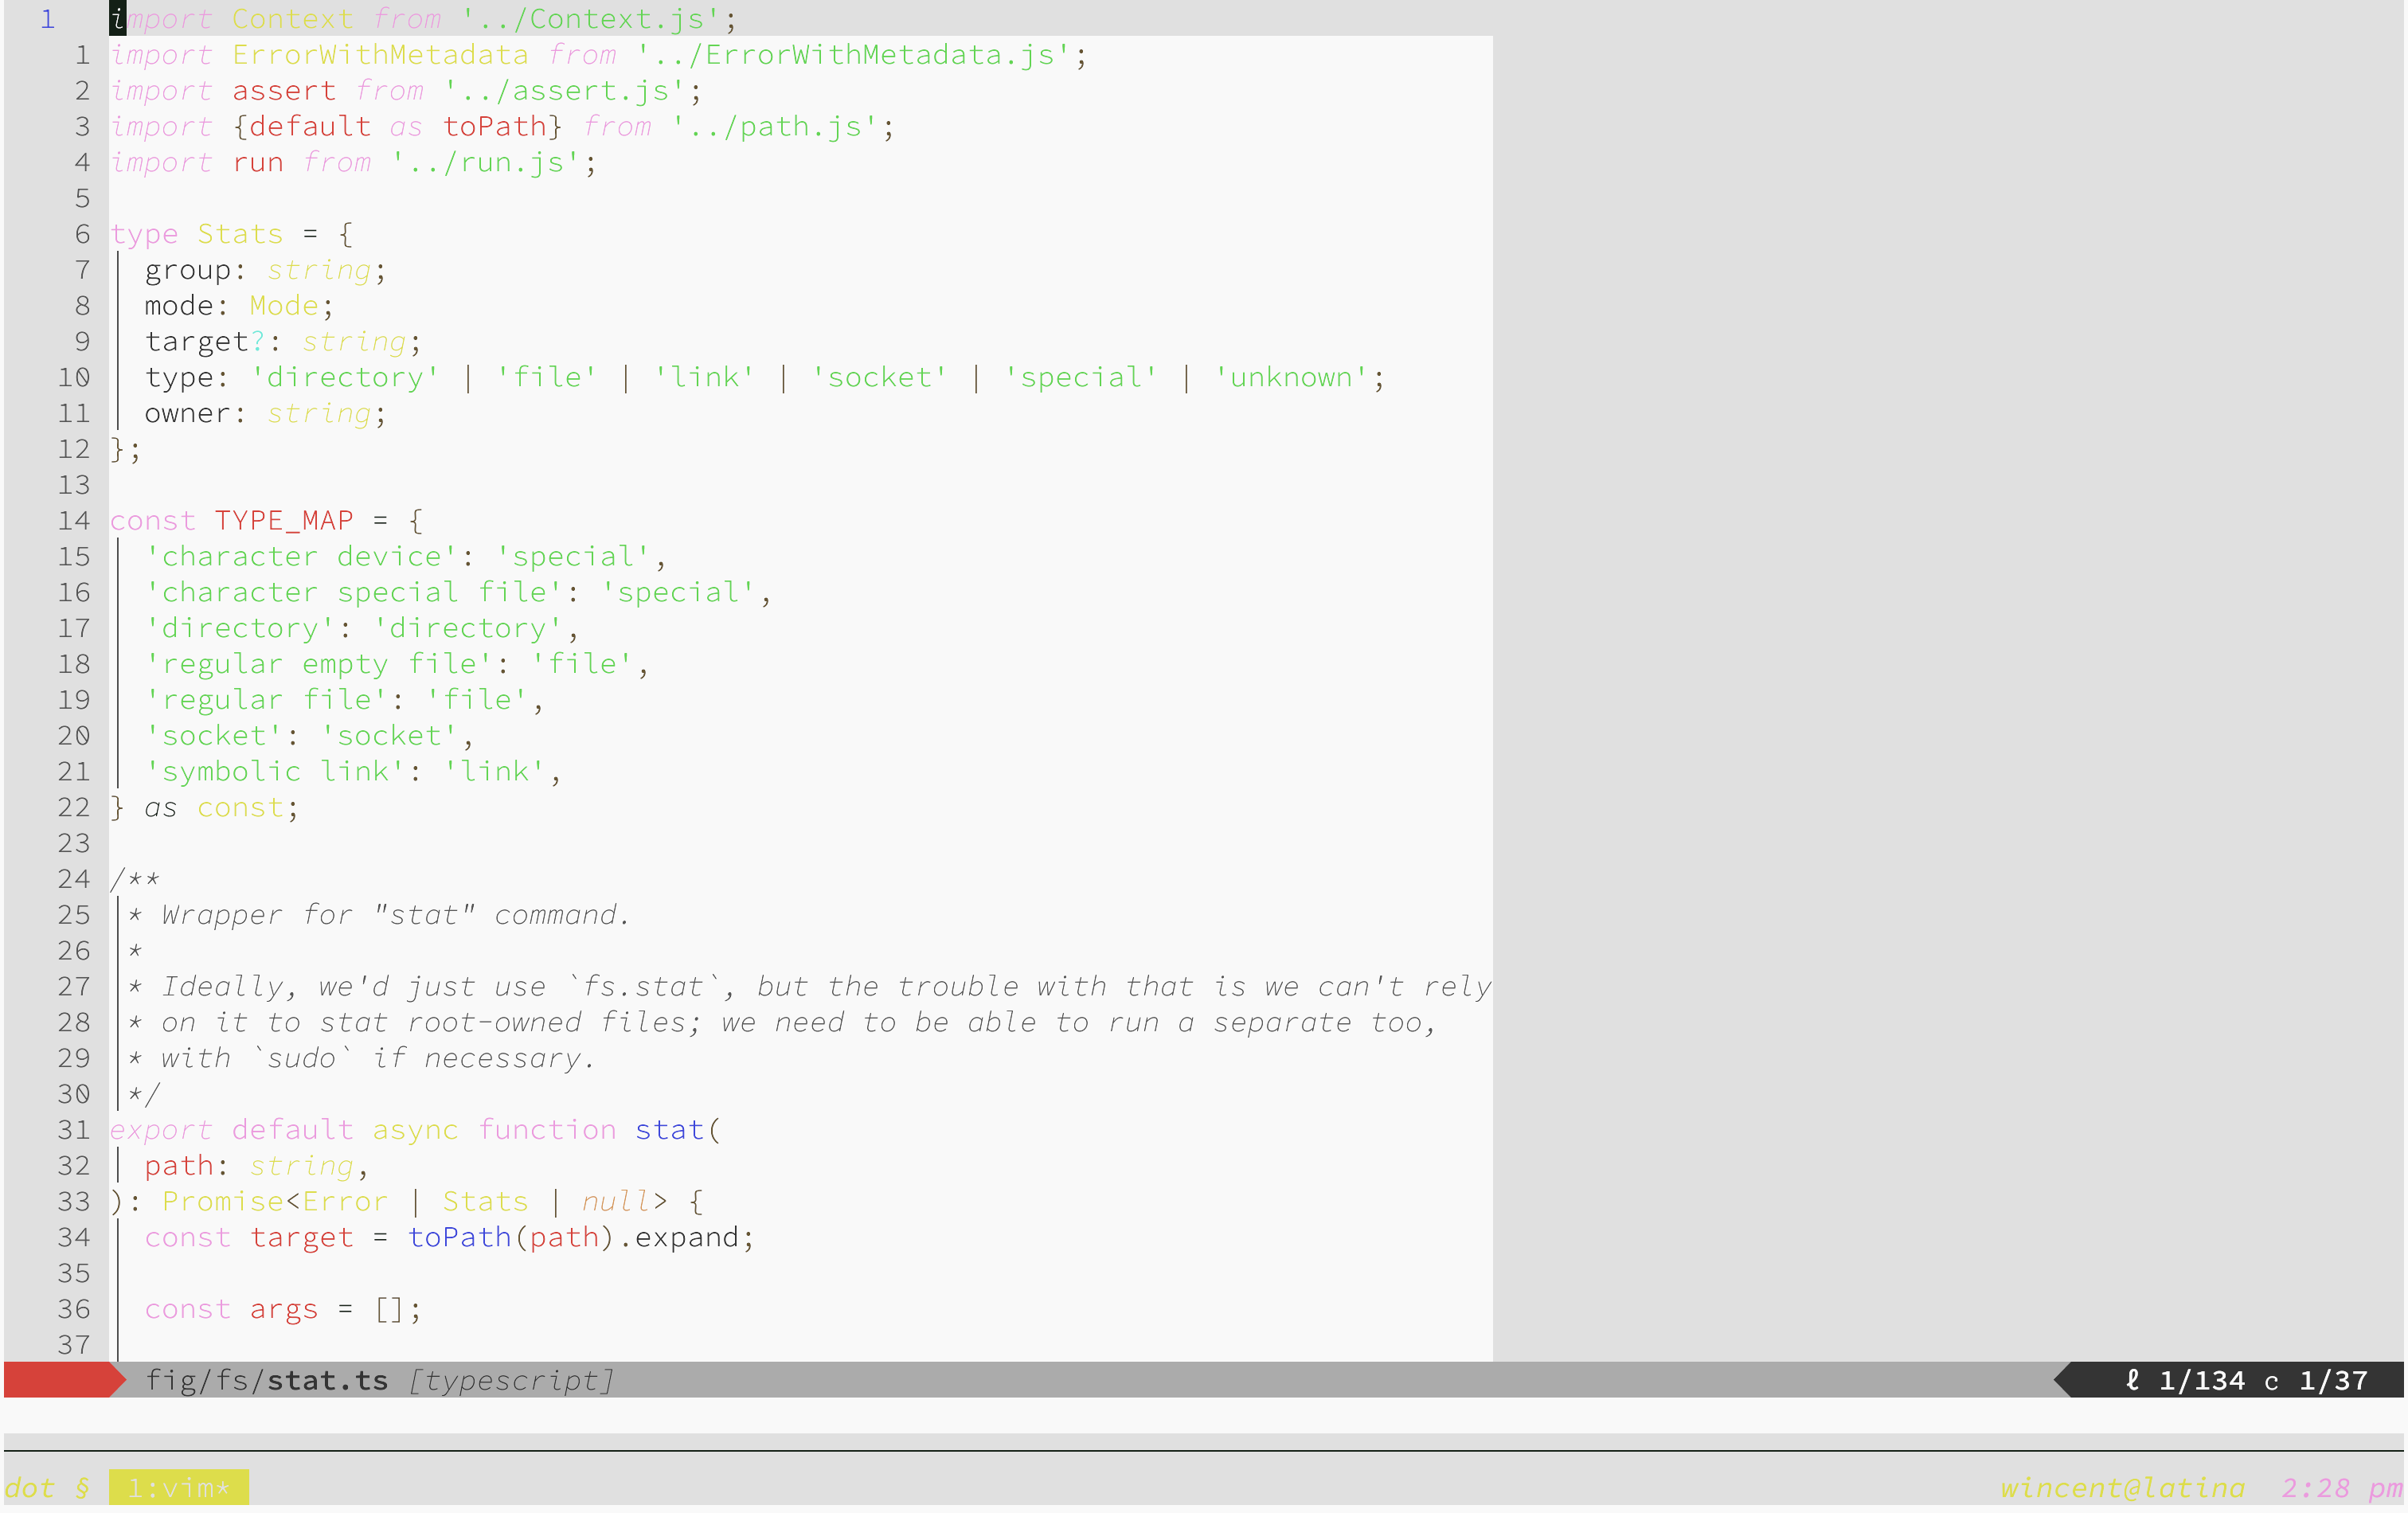 1 import Context from '../Context.js';
1 import ErrorWithMetadata from '../ErrorWithMetadata.js';
2 import assert from '../assert.js';
3 import {default as toPath} from '../path.js';
4 import run from '../run.js';
5
6 type Stats = {
7   group: string;
8   mode: Mode;
9   target?: string;
10   type: 'directory' | 'file' | 'link' | 'socket' | 'special' | 'unknown';
11   owner: string;
12 };
13
14 const TYPE_MAP = {
15   'character device': 'special',
16   'character special file': 'special',
17   'directory': 'directory',
18   'regular empty file': 'file',
19   'regular file': 'file',
20   'socket': 'socket',
21   'symbolic link': 'link',
22 } as const;
23
24 /**
25  * Wrapper for "stat" command.
26  *
27  * Ideally, we'd just use `fs.stat`, but the trouble with that is we can't rely
28  * on it to stat root-owned files; we need to be able to run a separate too,
29  * with `sudo` if necessary.
30  */
31 export default async function stat(
32   path: string,
33 ): Promise<Error | Stats | null> {
34   const target = toPath(path).expand;
35
36   const args = [];
37
fig/fs/stat.ts [typescript] ℓ 1/134 c 1/37
dot § 1:vim* wincent@latina 2:28 pm